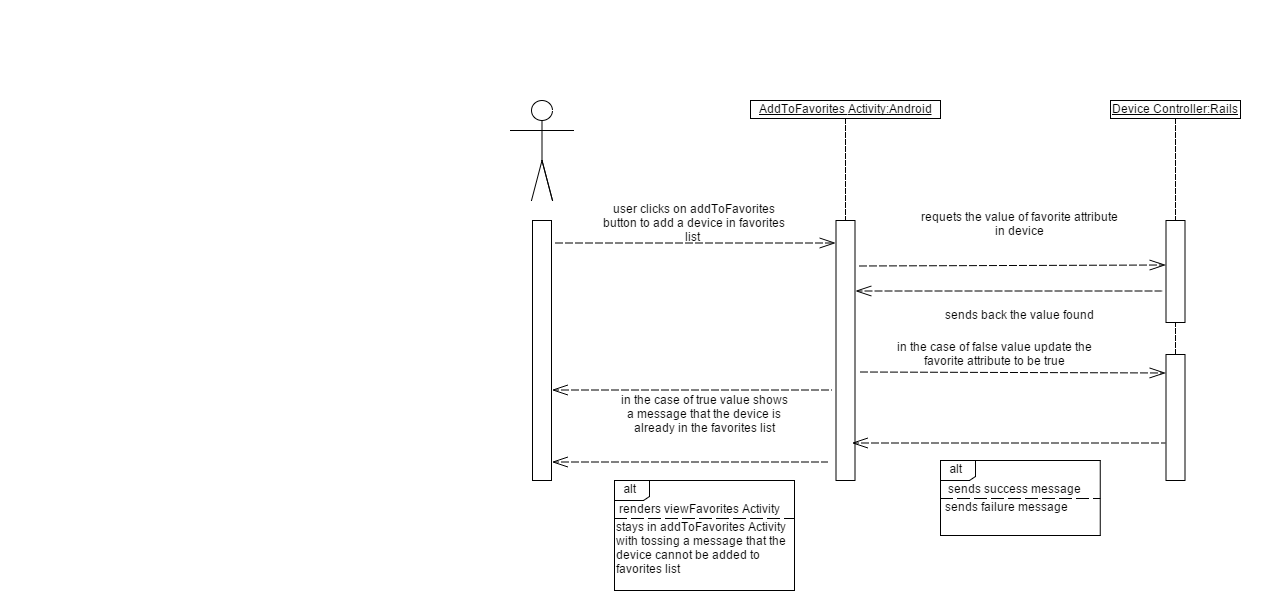 AddToFavorites Activity:Android
Device Controller:Rails
user clicks on addToFavorites
button to add a device in favorites
list
requets the value of favorite attribute
in device
sends back the value found
in the case of false value update the
favorite attribute to be true
in the case of true value shows
a message that the device is
already in the favorites list
alt
sends success message
sends failure message
alt
renders viewFavorites Activity
stays in addToFavorites Activity
with tossing a message that the
device cannot be added to
favorites list